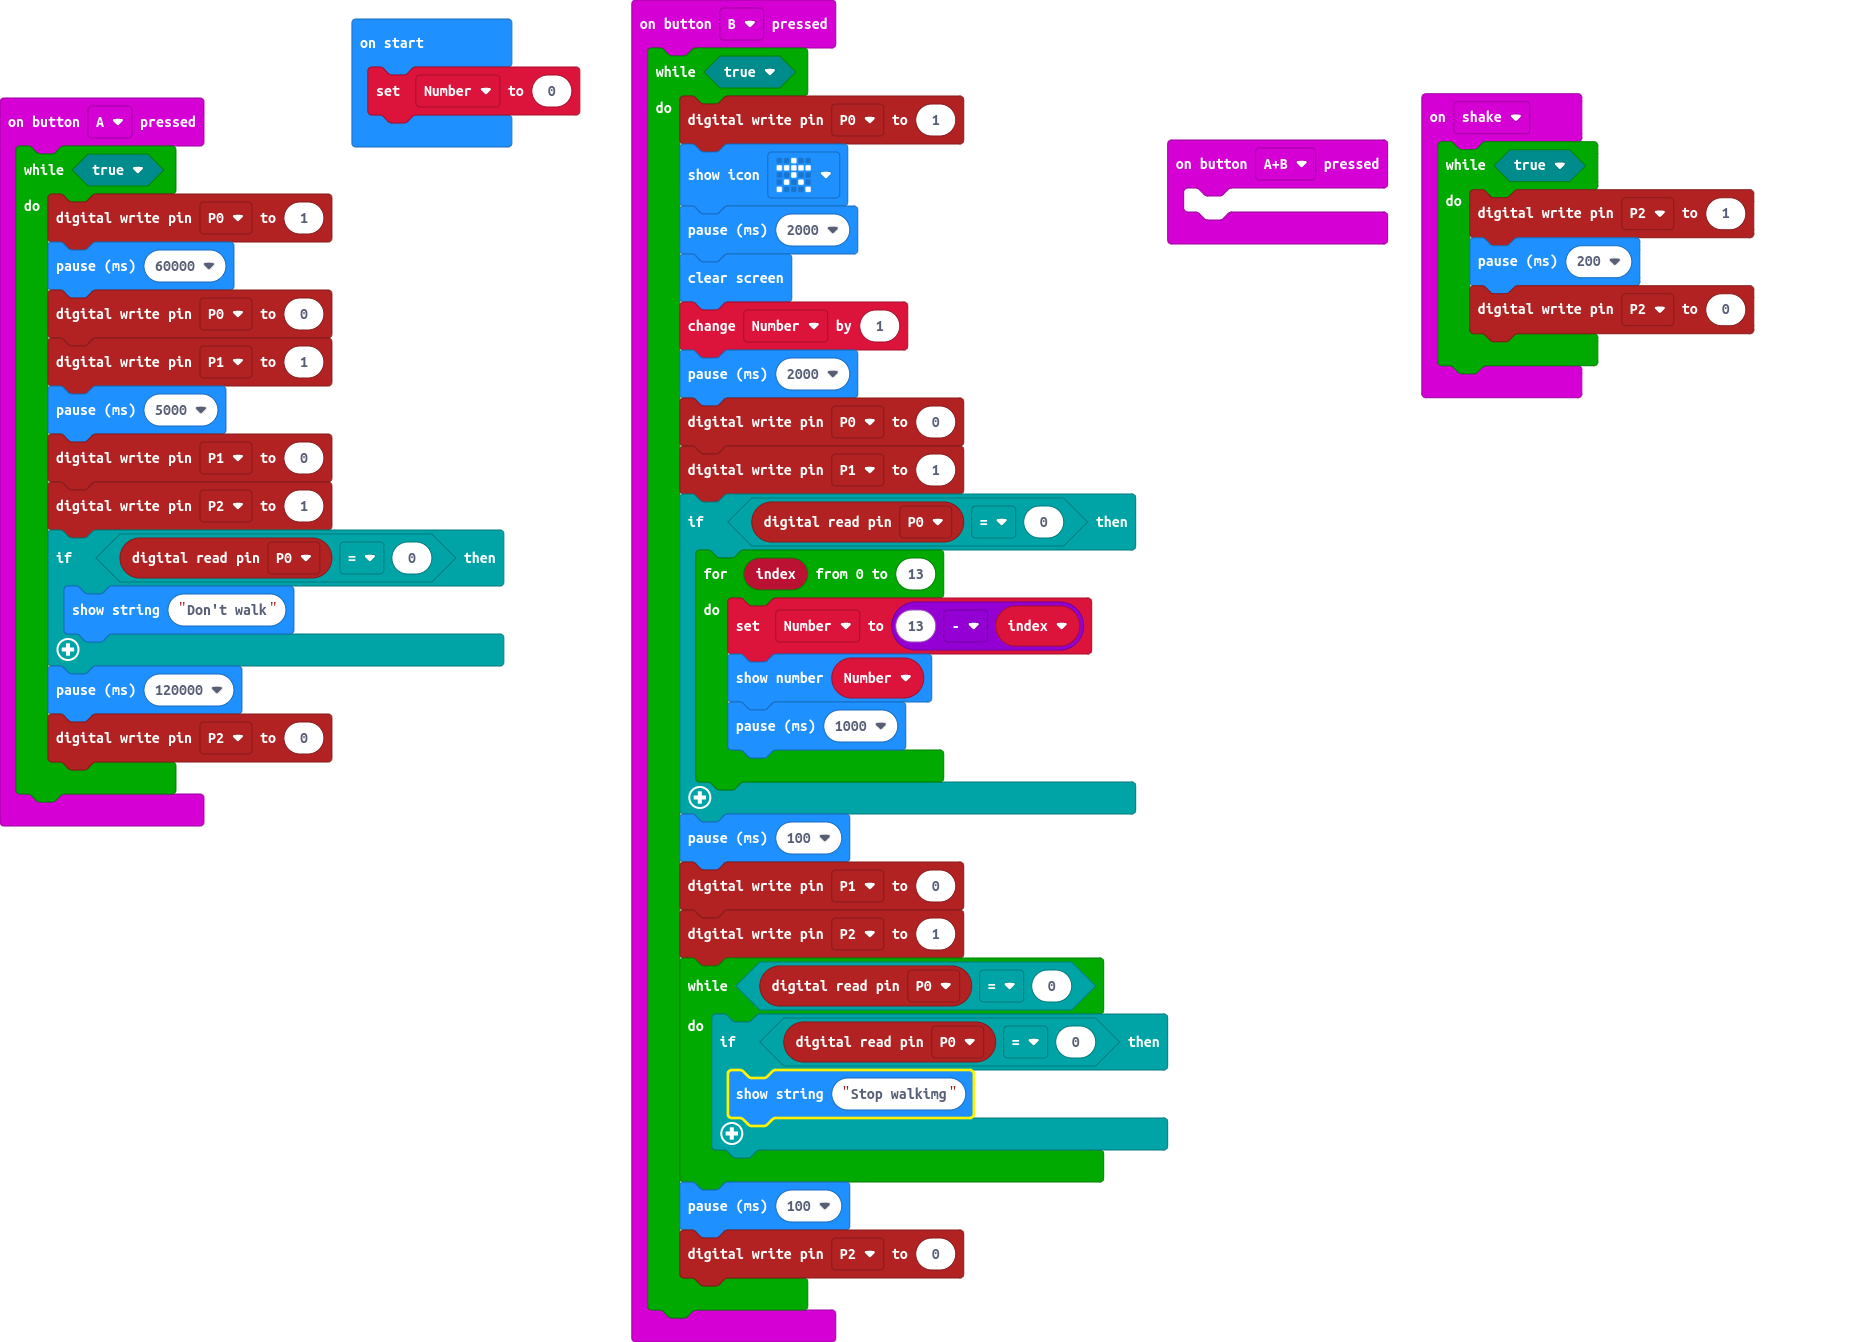 on button A pressed
while true
do
digital write pin P0 to 1
pause (ms) 60000
digital write pin P0 to 0
digital write pin P1 to 1
pause (ms) 5000
digital write pin P1 to 0
digital write pin P2 to 1
if digital read pin P0 = 0 then
show string "Don't walk"
pause (ms) 120000
digital write pin P2 to 0
on start
set Number to 0
on button B pressed
while true
do
digital write pin P0 to 1
show icon
pause (ms) 2000
clear screen
change Number by 1
pause (ms) 2000
digital write pin P0 to 0
digital write pin P1 to 1
if digital read pin P0 = 0 then
for index from 0 to 13
do
set Number to 13 - index
show number Number
pause (ms) 1000
pause (ms) 100
digital write pin P1 to 0
digital write pin P2 to 1
while digital read pin P0 = 0
do
if digital read pin P0 = 0 then
show string "Stop walkimg"
pause (ms) 100
digital write pin P2 to 0
on button A+B pressed
on shake
while true
do
digital write pin P2 to 1
pause (ms) 200
digital write pin P2 to 0